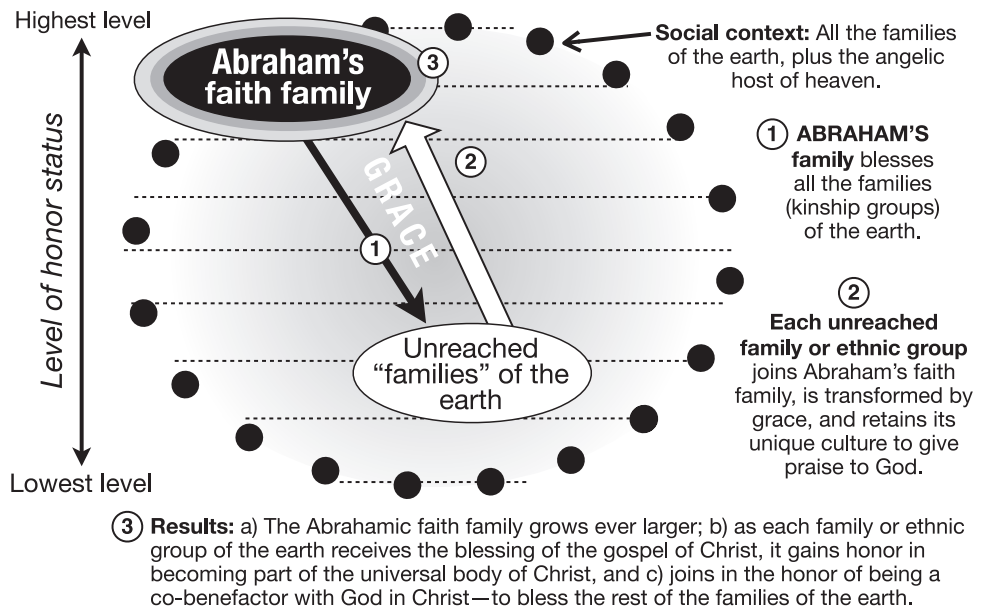 Highest level
Level of honor status
Lowest level
Abraham's
faith family
3
GRACE
1
2
Unreached
“families” of the
earth
Social context: All the families
of the earth, plus the angelic
host of heaven.
1 ABRAHAM'S
family blesses
all the families
(kinship groups)
of the earth.
2
Each unreached
family or ethnic group
joins Abraham's faith
family, is transformed by
grace, and retains its
unique culture to give
praise to God.
3 Results: a) The Abrahamic faith family grows ever larger; b) as each family or ethnic
group of the earth receives the blessing of the gospel of Christ, it gains honor in
becoming part of the universal body of Christ, and c) joins in the honor of being a
co-benefactor with God in Christ—to bless the rest of the families of the earth.